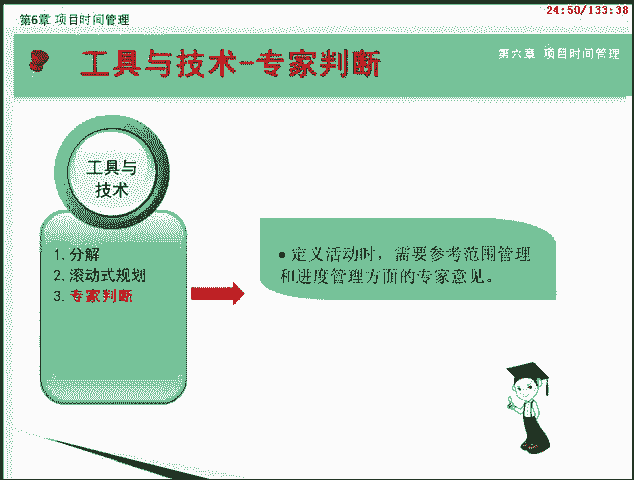 第6章 项目时间管理
24:50/133:38
工具与技术-专家判断
第六章 项目时间管理
工具与
技术
1.分解
2.滚动式规划
3.专家判断
●定义活动时，需要参考范围管理
和进度管理方面的专家意见。